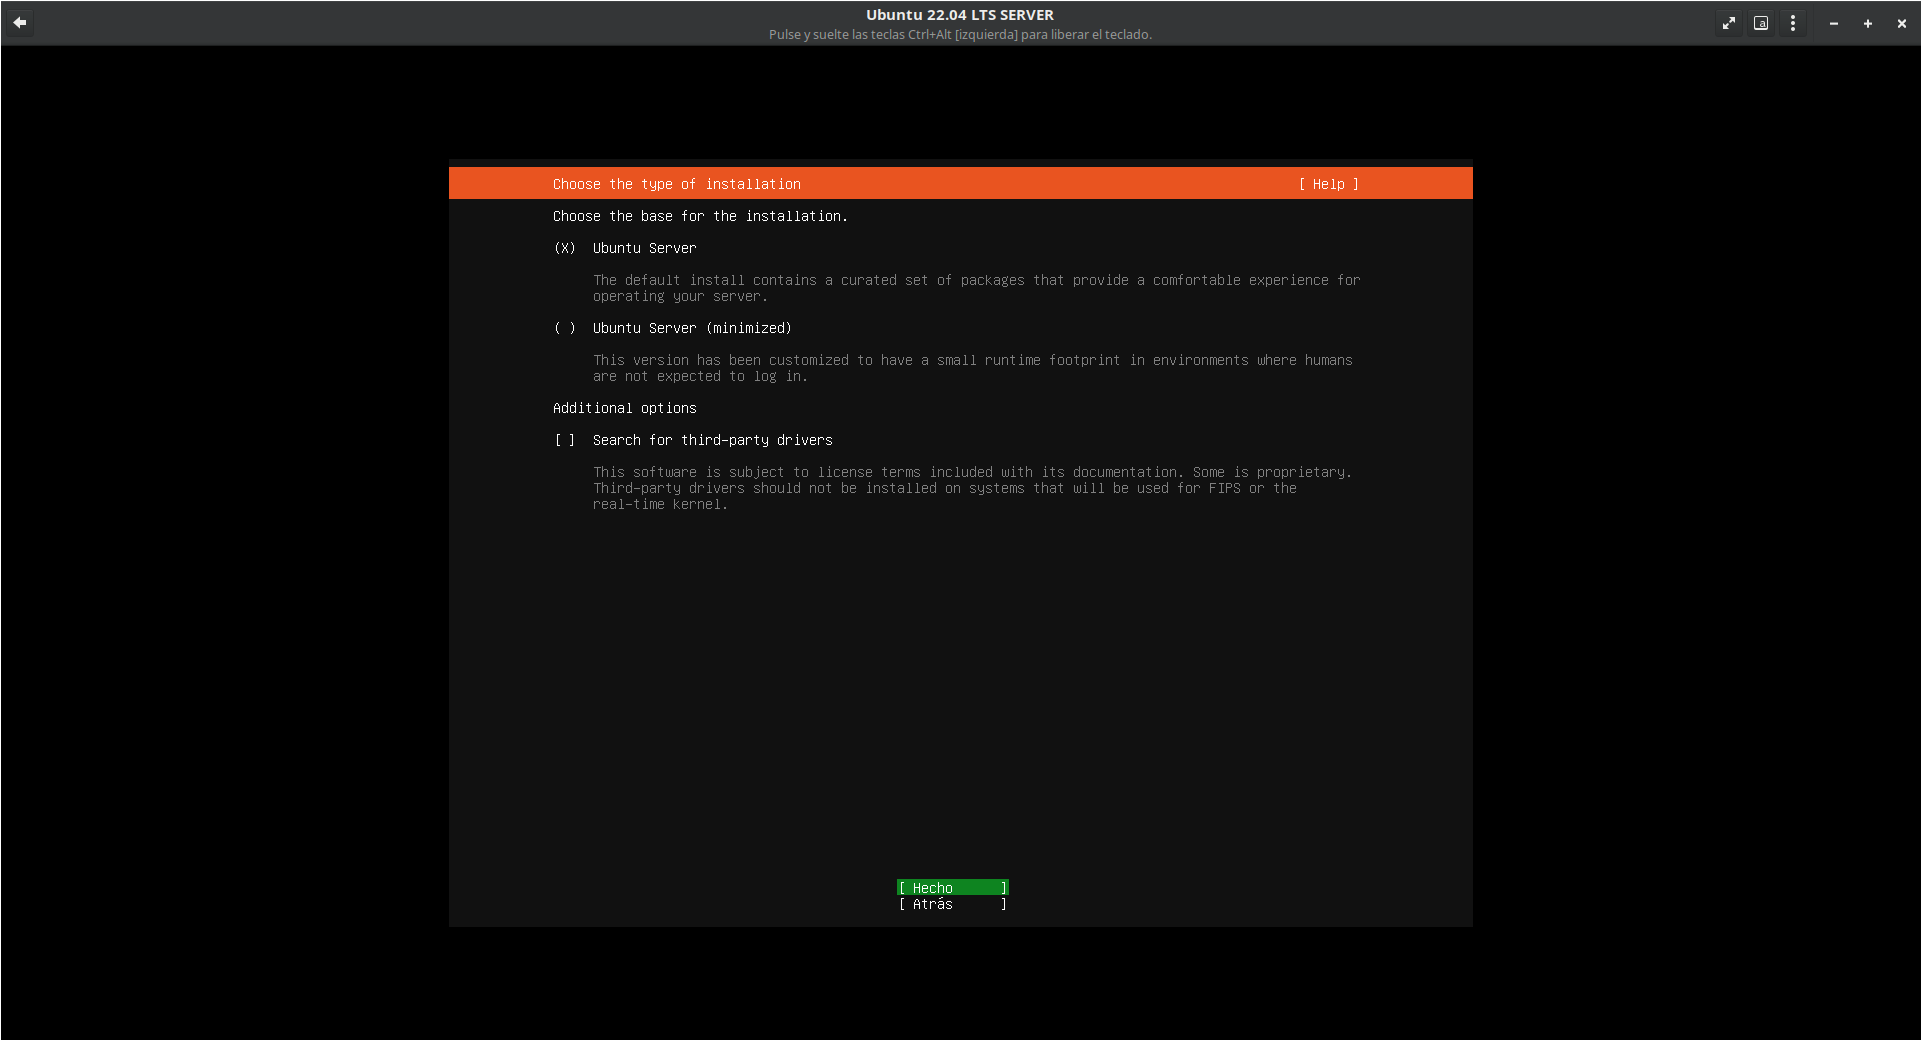 Ubuntu 22.04 LTS SERVER
Pulse y suelte las teclas Ctrl+Alt [izquierda] para liberar el teclado.
Choose the type of installation [ Help ]
Choose the base for the installation.
(X) Ubuntu Server
The default install contains a curated set of packages that provide a comfortable experience for
operating your server.
( ) Ubuntu Server (minimized)
This version has been customized to have a small runtime footprint in environments where humans
are not expected to log in.
Additional options
[ ] Search for third-party drivers
This software is subject to license terms included with its documentation. Some is proprietary.
Third-party drivers should not be installed on systems that will be used for FIPS or the
real-time kernel.
[ Hecho ]
[ Atrás ]